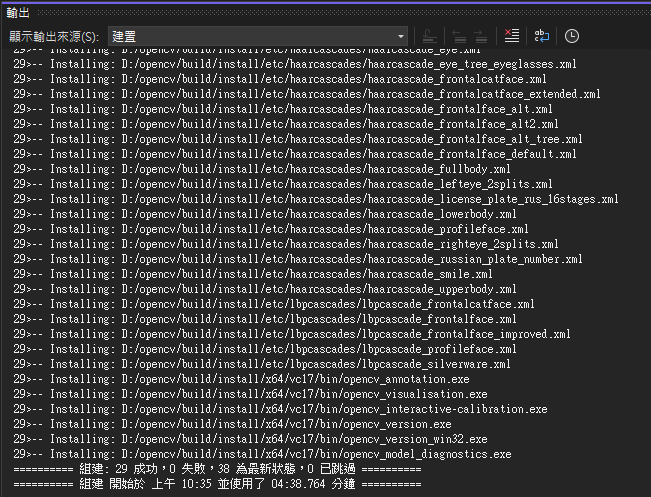 輸出
顯示輸出來源(S): 建置
29>-- Installing: D:/opencv/build/install/etc/haarcascades/haarcascade_eye.xml
29>-- Installing: D:/opencv/build/install/etc/haarcascades/haarcascade_eye_tree_eyeglasses.xml
29>-- Installing: D:/opencv/build/install/etc/haarcascades/haarcascade_frontalcatface.xml
29>-- Installing: D:/opencv/build/install/etc/haarcascades/haarcascade_frontalcatface_extended.xml
29>-- Installing: D:/opencv/build/install/etc/haarcascades/haarcascade_frontalface_alt.xml
29>-- Installing: D:/opencv/build/install/etc/haarcascades/haarcascade_frontalface_alt2.xml
29>-- Installing: D:/opencv/build/install/etc/haarcascades/haarcascade_frontalface_alt_tree.xml
29>-- Installing: D:/opencv/build/install/etc/haarcascades/haarcascade_frontalface_default.xml
29>-- Installing: D:/opencv/build/install/etc/haarcascades/haarcascade_fullbody.xml
29>-- Installing: D:/opencv/build/install/etc/haarcascades/haarcascade_lefteye_2splits.xml
29>-- Installing: D:/opencv/build/install/etc/haarcascades/haarcascade_license_plate_rus_16stages.xml
29>-- Installing: D:/opencv/build/install/etc/haarcascades/haarcascade_lowerbody.xml
29>-- Installing: D:/opencv/build/install/etc/haarcascades/haarcascade_profileface.xml
29>-- Installing: D:/opencv/build/install/etc/haarcascades/haarcascade_righteye_2splits.xml
29>-- Installing: D:/opencv/build/install/etc/haarcascades/haarcascade_russian_plate_number.xml
29>-- Installing: D:/opencv/build/install/etc/haarcascades/haarcascade_smile.xml
29>-- Installing: D:/opencv/build/install/etc/haarcascades/haarcascade_upperbody.xml
29>-- Installing: D:/opencv/build/install/etc/lbpcascades/lbpcascade_frontalcatface.xml
29>-- Installing: D:/opencv/build/install/etc/lbpcascades/lbpcascade_frontalface.xml
29>-- Installing: D:/opencv/build/install/etc/lbpcascades/lbpcascade_frontalface_improved.xml
29>-- Installing: D:/opencv/build/install/etc/lbpcascades/lbpcascade_profileface.xml
29>-- Installing: D:/opencv/build/install/etc/lbpcascades/lbpcascade_silverware.xml
29>-- Installing: D:/opencv/build/install/x64/vc17/bin/opencv_annotation.exe
29>-- Installing: D:/opencv/build/install/x64/vc17/bin/opencv_visualisation.exe
29>-- Installing: D:/opencv/build/install/x64/vc17/bin/opencv_interactive-calibration.exe
29>-- Installing: D:/opencv/build/install/x64/vc17/bin/opencv_version.exe
29>-- Installing: D:/opencv/build/install/x64/vc17/bin/opencv_version_win32.exe
29>-- Installing: D:/opencv/build/install/x64/vc17/bin/opencv_model_diagnostics.exe
========== 組建: 29 成功，0 失敗，38 為最新狀態，0 已跳過 ==========
========== 組建 開始於 上午 10:35 並使用了 04:38.764 分鐘 ==========